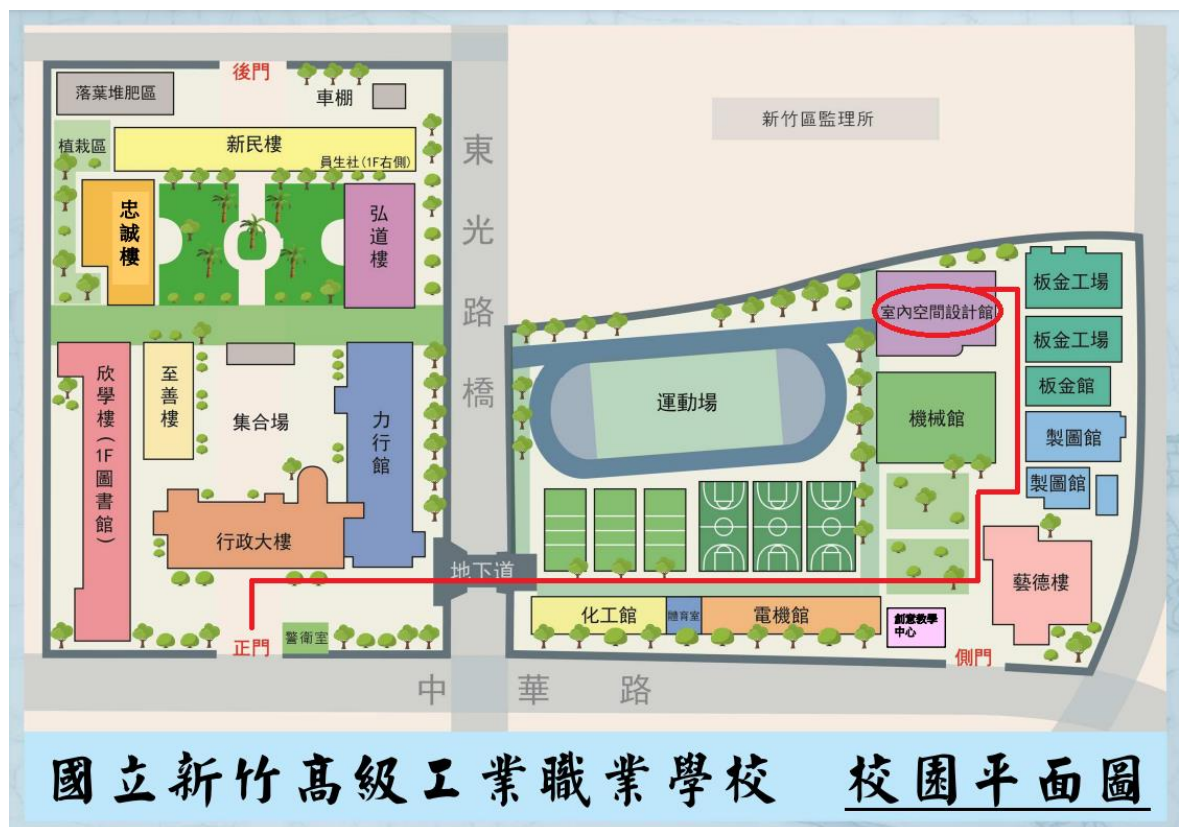 後門
落葉堆肥區
車棚
新竹區監理所
植栽區
新民樓
員生社(1F右側)
東光路橋
忠誠樓
弘道樓
板金工場
室內空間設計館
板金工場
欣學樓(1F圖書館)
至善樓
集合場
力行館
運動場
機械館
板金館
製圖館
製圖館
行政大樓
地下道
藝德樓
化工館
體育室
電機館
創意教學
中心
正門
警衛室
側門
中華路
國立新竹高級工業職業學校 校園平面圖